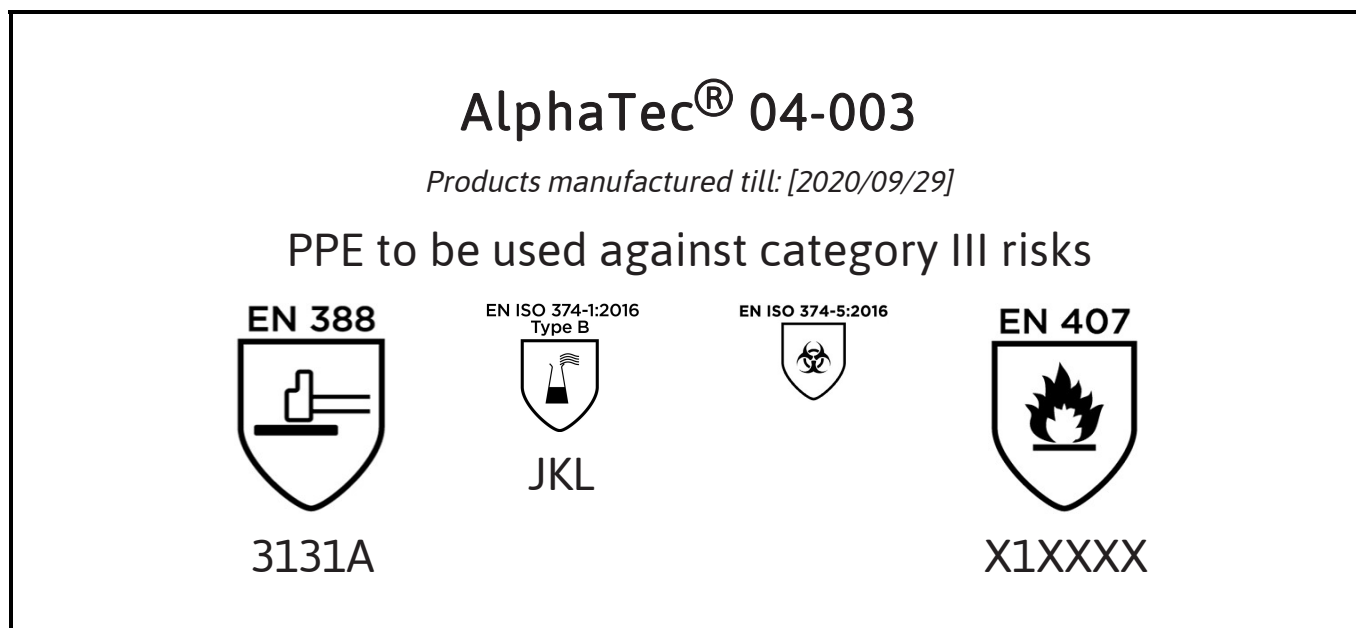 AlphaTec® 04-003
Products manufactured till: [2020/09/29]
PPE to be used against category III risks
EN 388
3131A
EN ISO 374-1:2016
Type B
JKL
EN ISO 374-5:2016
EN 407
X1XXXX